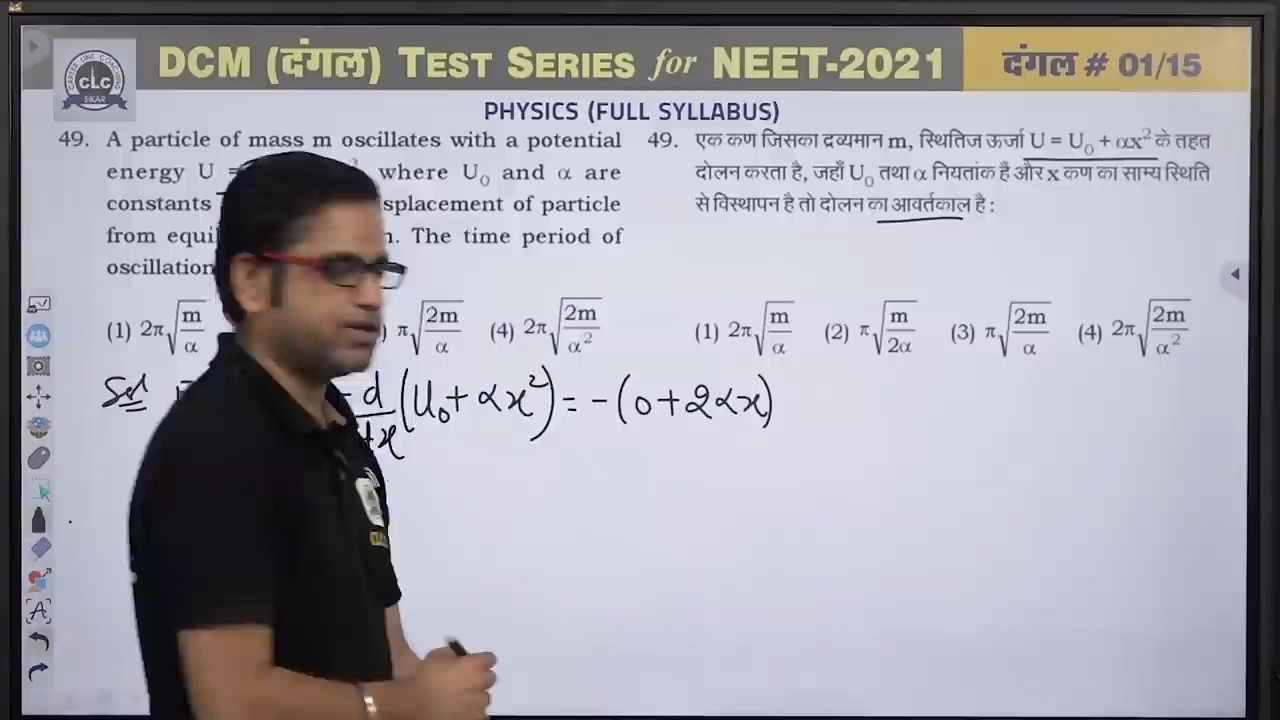 DCM (दंगल) TEST SERIES for NEET-2021
दंगल # 01/15
CLC
SIKAR
PHYSICS (FULL SYLLABUS)
49. A particle of mass m oscillates with a potential
energy U where U₀ and α are
constants splacement of particle
from equi n. The time period of
oscillation
(1) 2π√(m/α) π√(2m/α) (4) 2π√(2m/α²)
49. एक कण जिसका द्रव्यमान m, स्थितिज ऊर्जा U = U₀ + αx² के तहत
दोलन करता है, जहाँ U₀ तथा α नियतांक हैं और x कण का साम्य स्थिति
से विस्थापन है तो दोलन का आवर्तकाल है :
(1) 2π√(m/α) (2) π√(m/2α) (3) π√(2m/α) (4) 2π√(2m/α²)
Sol d/dx (U₀ + αx²) = -(0+2αx)